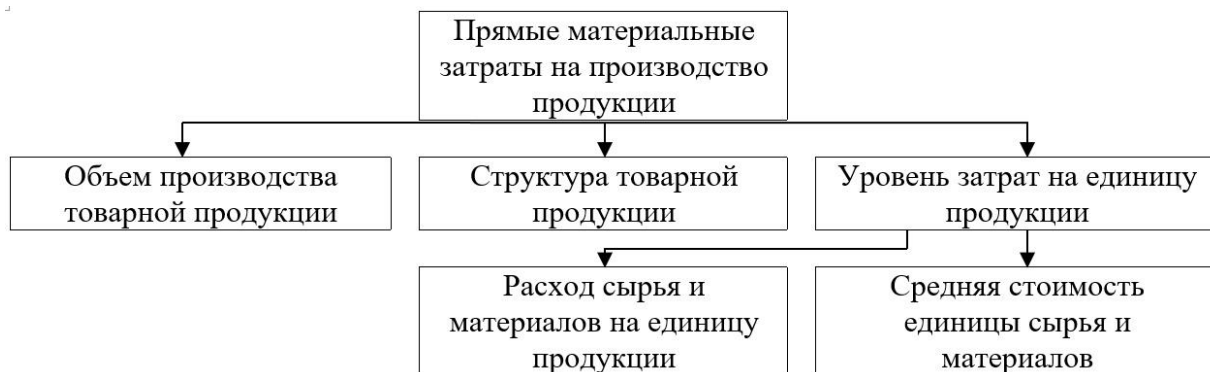 Прямые материальные
затраты на производство
продукции
Объем производства
товарной продукции
Структура товарной
продукции
Уровень затрат на единицу
продукции
Расход сырья и
материалов на единицу
продукции
Средняя стоимость
единицы сырья и
материалов